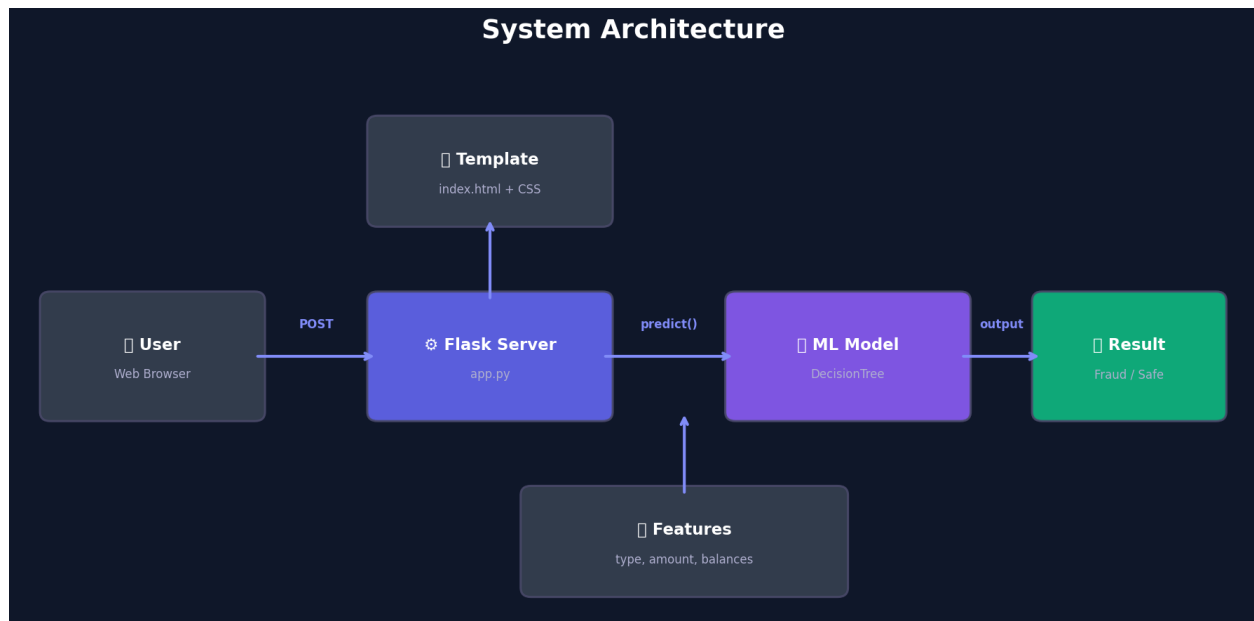 System Architecture
Template
index.html + CSS
POST
predict()
output
User
Web Browser
⚙ Flask Server
app.py
ML Model
DecisionTree
Result
Fraud / Safe
Features
type, amount, balances